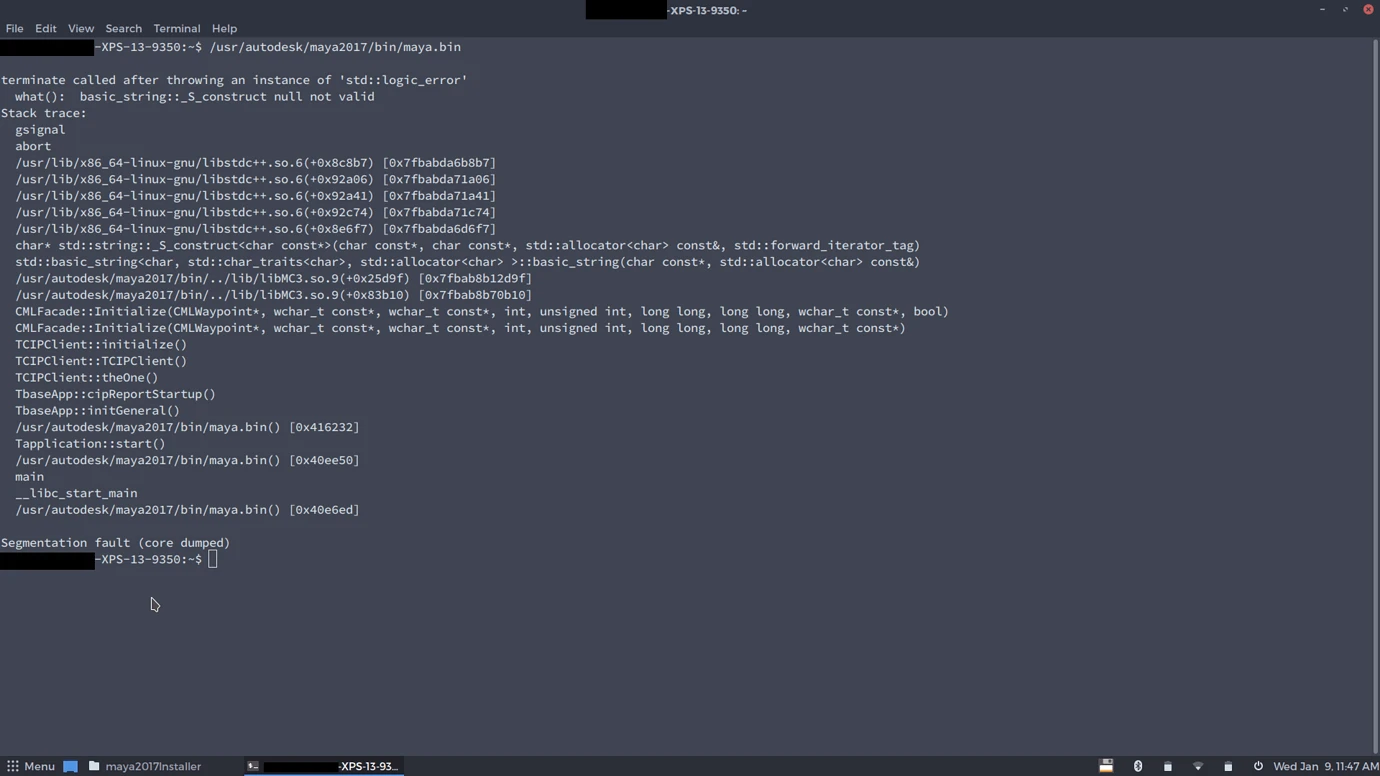 -XPS-13-9350: ~
File Edit View Search Terminal Help
-XPS-13-9350:~$ /usr/autodesk/maya2017/bin/maya.bin
terminate called after throwing an instance of 'std::logic_error'
what():  basic_string::_S_construct null not valid
Stack trace:
gsignal
abort
/usr/lib/x86_64-linux-gnu/libstdc++.so.6(+0x8c8b7) [0x7fbabda6b8b7]
/usr/lib/x86_64-linux-gnu/libstdc++.so.6(+0x92a06) [0x7fbabda71a06]
/usr/lib/x86_64-linux-gnu/libstdc++.so.6(+0x92a41) [0x7fbabda71a41]
/usr/lib/x86_64-linux-gnu/libstdc++.so.6(+0x92c74) [0x7fbabda71c74]
/usr/lib/x86_64-linux-gnu/libstdc++.so.6(+0x8e6f7) [0x7fbabda6d6f7]
char* std::string::_S_construct<char const*>(char const*, char const*, std::allocator<char> const&, std::forward_iterator_tag)
std::basic_string<char, std::char_traits<char>, std::allocator<char> >::basic_string(char const*, std::allocator<char> const&)
/usr/autodesk/maya2017/bin/../lib/libMC3.so.9(+0x25d9f) [0x7fbab8b12d9f]
/usr/autodesk/maya2017/bin/../lib/libMC3.so.9(+0x83b10) [0x7fbab8b70b10]
CMLFacade::Initialize(CMLWaypoint*, wchar_t const*, wchar_t const*, int, unsigned int, long long, long long, wchar_t const*, bool)
CMLFacade::Initialize(CMLWaypoint*, wchar_t const*, wchar_t const*, int, unsigned int, long long, long long, wchar_t const*)
TCIPClient::initialize()
TCIPClient::TCIPClient()
TCIPClient::theOne()
TbaseApp::cipReportStartup()
TbaseApp::initGeneral()
/usr/autodesk/maya2017/bin/maya.bin() [0x416232]
Tapplication::start()
/usr/autodesk/maya2017/bin/maya.bin() [0x40ee50]
main
__libc_start_main
/usr/autodesk/maya2017/bin/maya.bin() [0x40e6ed]
Segmentation fault (core dumped)
-XPS-13-9350:~$
Menu maya2017Installer -XPS-13-93... Wed Jan  9, 11:47 AM